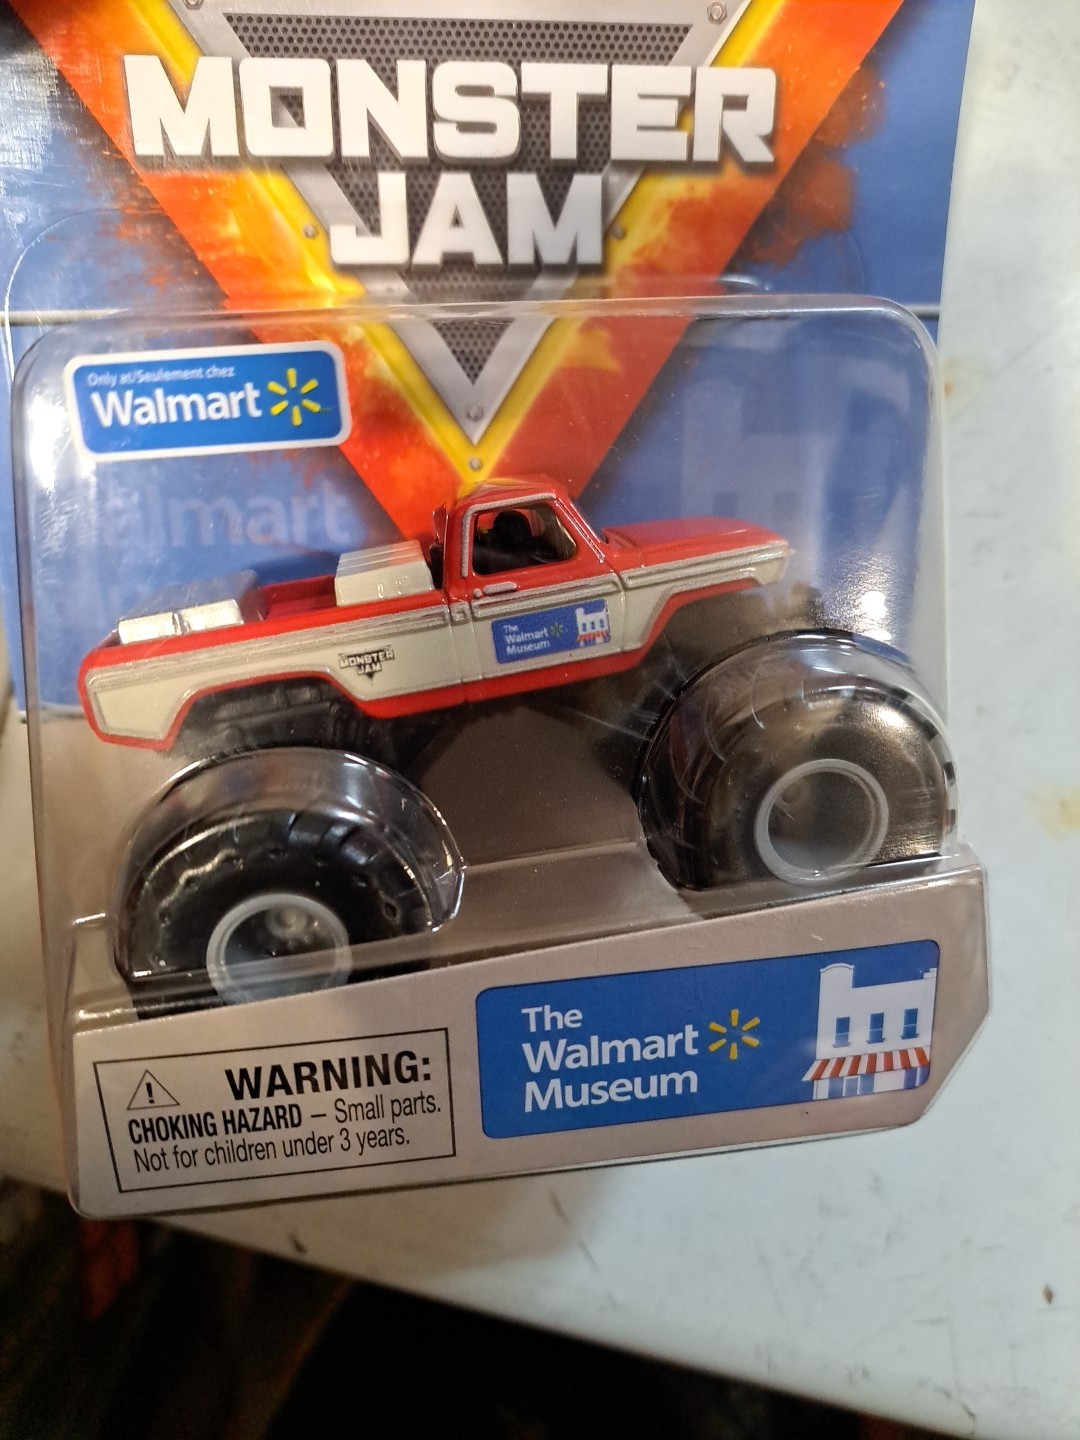 MONSTER
JAM
Only at/Seulement chez
Walmart
almart
The
Walmart
Museum
MONSTER
JAM
The
Walmart
Museum
WARNING:
CHOKING HAZARD – Small parts.
Not for children under 3 years.